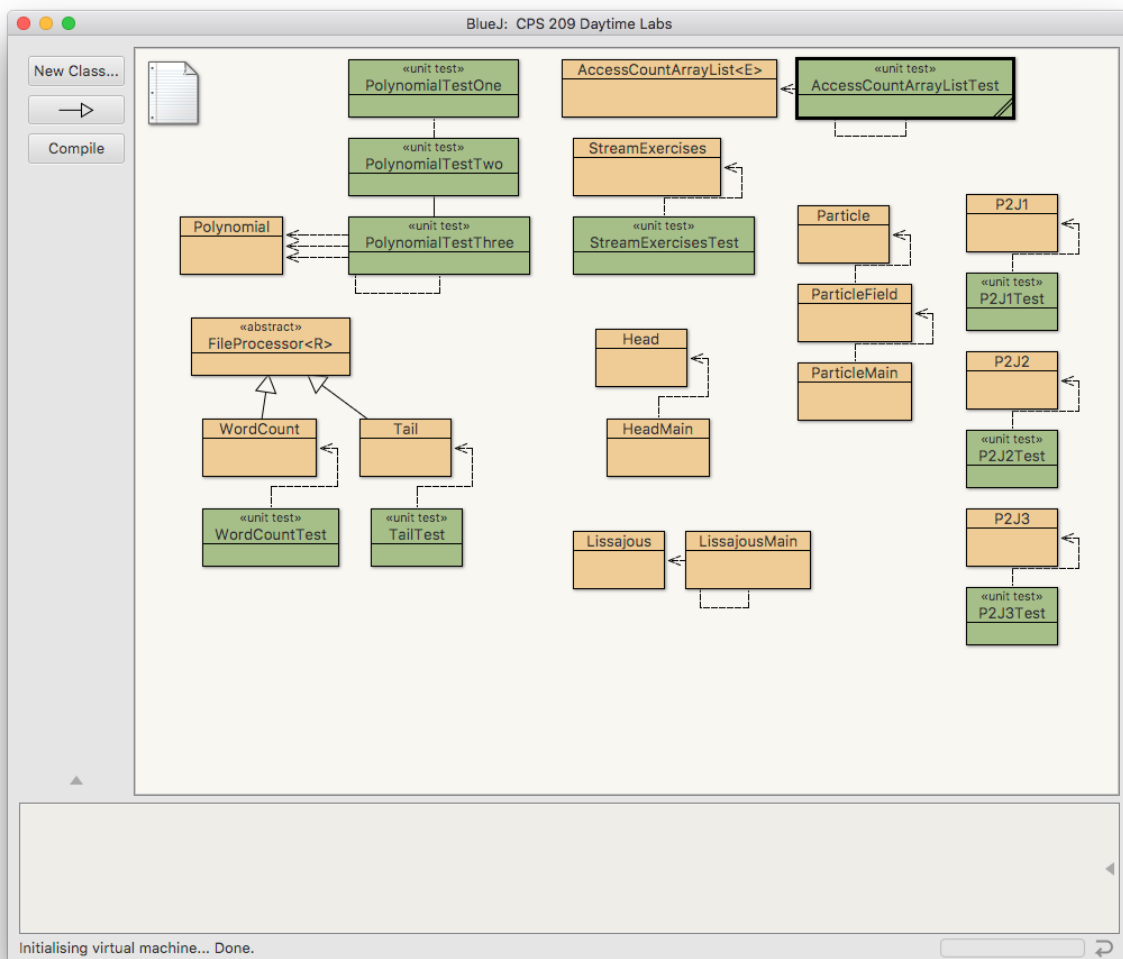 BlueJ: CPS 209 Daytime Labs
New Class...
Compile
«unit test»
PolynomialTestOne
«unit test»
PolynomialTestTwo
Polynomial
«unit test»
PolynomialTestThree
«abstract»
FileProcessor<R>
WordCount
Tail
«unit test»
WordCountTest
«unit test»
TailTest
AccessCountArrayList<E>
«unit test»
AccessCountArrayListTest
StreamExercises
«unit test»
StreamExercisesTest
Head
HeadMain
Lissajous
LissajousMain
Particle
ParticleField
ParticleMain
P2J1
«unit test»
P2J1Test
P2J2
«unit test»
P2J2Test
P2J3
«unit test»
P2J3Test
Initialising virtual machine... Done.